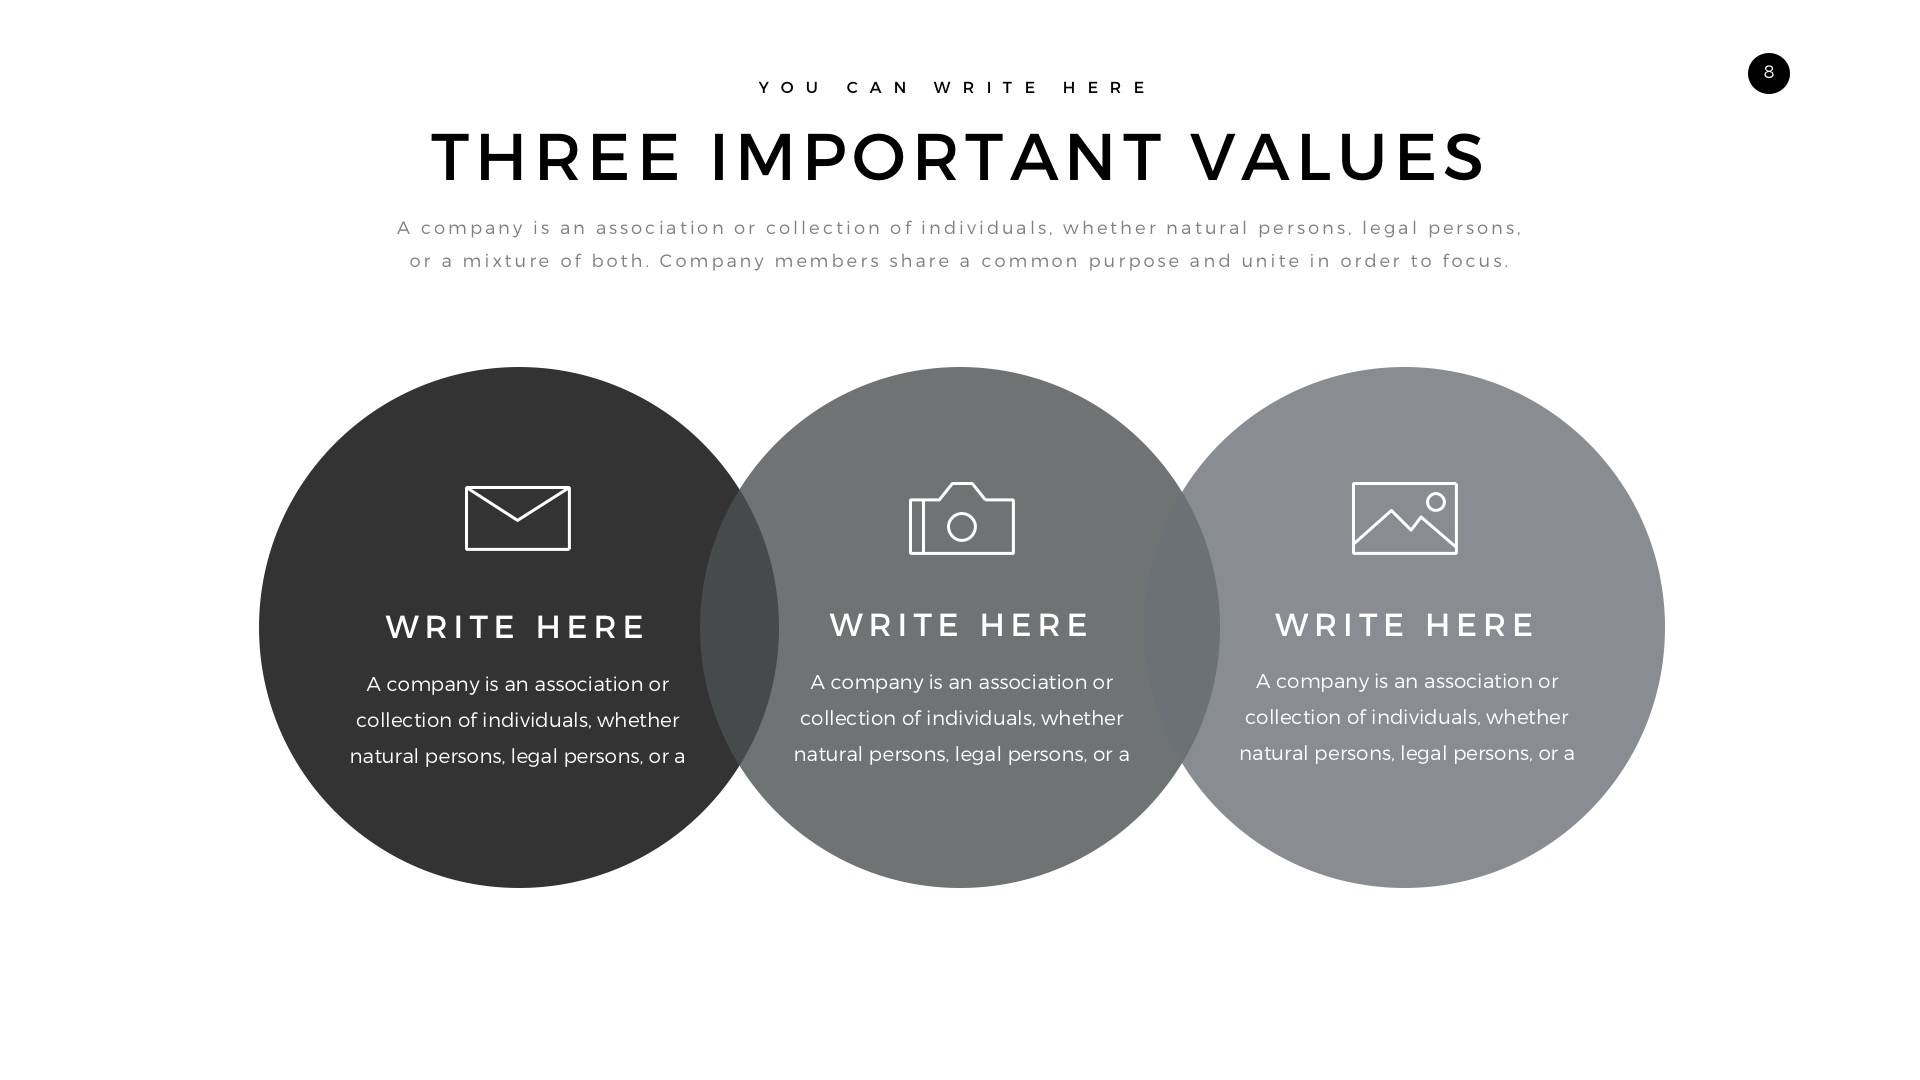 8
YOU CAN WRITE HERE
THREE IMPORTANT VALUES
A company is an association or collection of individuals, whether natural persons, legal persons,
or a mixture of both. Company members share a common purpose and unite in order to focus.
WRITE HERE
A company is an association or
collection of individuals, whether
natural persons, legal persons, or a
WRITE HERE
A company is an association or
collection of individuals, whether
natural persons, legal persons, or a
WRITE HERE
A company is an association or
collection of individuals, whether
natural persons, legal persons, or a